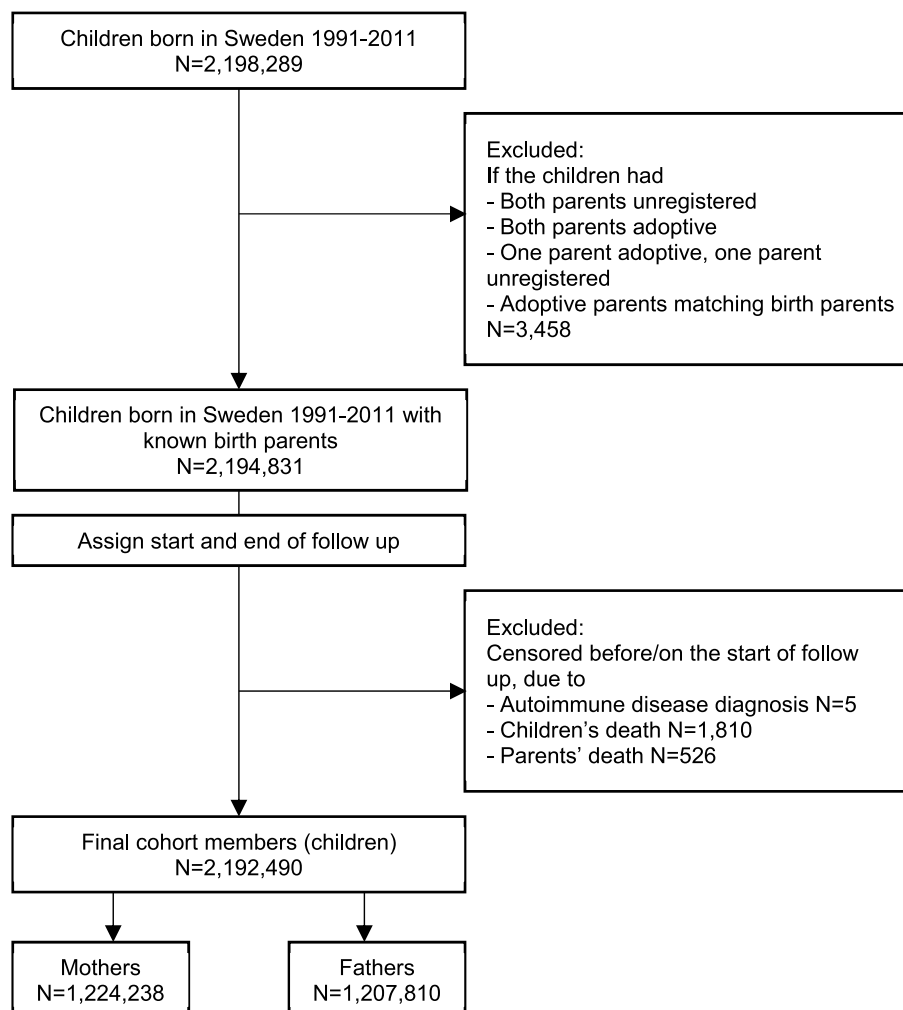 Children born in Sweden 1991-2011
N=2,198,289
Excluded:
If the children had
- Both parents unregistered
- Both parents adoptive
- One parent adoptive, one parent
unregistered
- Adoptive parents matching birth parents
N=3,458
Children born in Sweden 1991-2011 with
known birth parents
N=2,194,831
Assign start and end of follow up
Excluded:
Censored before/on the start of follow
up, due to
- Autoimmune disease diagnosis N=5
- Children’s death N=1,810
- Parents’ death N=526
Final cohort members (children)
N=2,192,490
Mothers
N=1,224,238
Fathers
N=1,207,810